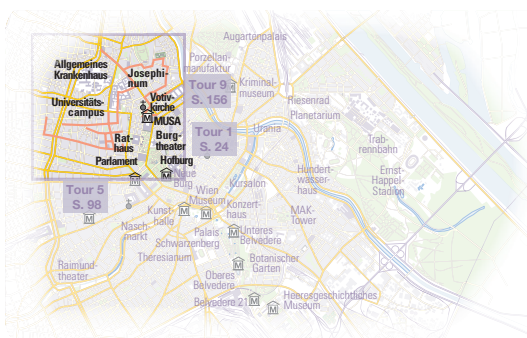 Augartenpalais
Allgemeines
Krankenhaus
Josephi-
num
Porzellan-
manufaktur
Tour 9
S. 156
Kriminal-
museum
Universitäts-
campus
Votiv-
kirche
MUSA
Riesenrad
Planetarium
Rat-
haus
Burg-
theater
Tour 1
S. 24
Urania
Trab-
rennbahn
Parlament
Hofburg
Neue
Burg
Hundert-
wasser-
haus
Ernst-
Happel-
Stadion
Tour 5
S. 98
Wien
Museum
Kursalon
Kunst-
halle
Konzert-
haus
MAK-
Tower
Nasch-
markt
Palais
Schwarzenberg
Unteres
Belvedere
Theresianum
Botanischer
Garten
Raimund-
theater
Oberes
Belvedere
Belvedere 21
Heeresgeschichtliches
Museum
M
M
M
M
M
M
M
M
M
M
M
M